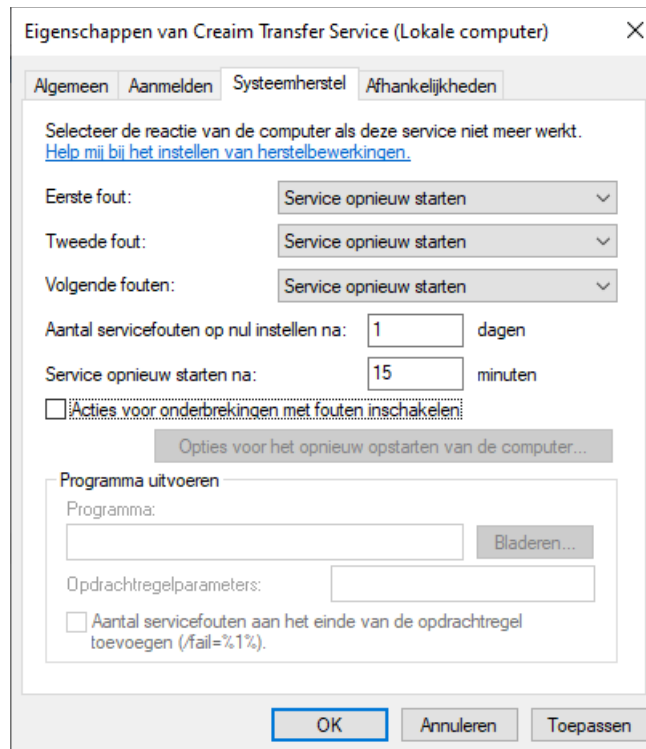 Eigenschappen van Creaim Transfer Service (Lokale computer)
Algemeen Aanmelden Systeemherstel Afhankelijkheden
Selecteer de reactie van de computer als deze service niet meer werkt.
Help mij bij het instellen van herstelbewerkingen.
Eerste fout: Service opnieuw starten
Tweede fout: Service opnieuw starten
Volgende fouten: Service opnieuw starten
Aantal servicefouten op nul instellen na: 1 dagen
Service opnieuw starten na: 15 minuten
Acties voor onderbrekingen met fouten inschakelen
Opties voor het opnieuw opstarten van de computer...
Programma uitvoeren
Programma:
Bladeren...
Opdrachtregelparameters:
Aantal servicefouten aan het einde van de opdrachtregel
toevoegen (/fail=%1%).
OK Annuleren Toepassen